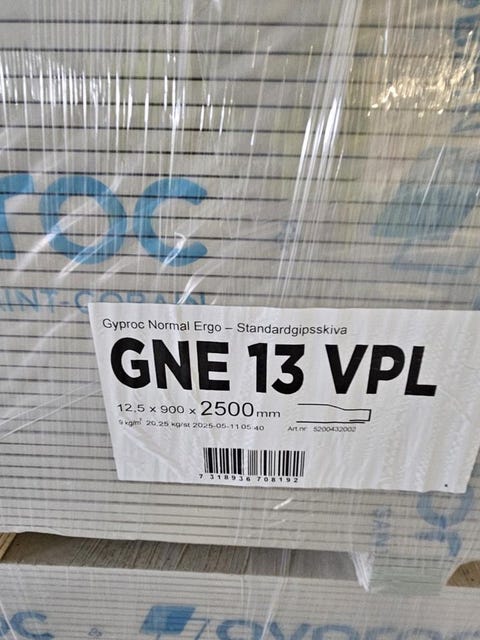 roc
SAINT-GOBAIN
Gyproc Normal Ergo – Standardgipsskiva
GNE 13 VPL
12,5 x 900 x 2500 mm
9 kg/m² 20,25 kg/st 2025-05-11 05:40
Art.nr. 5200432002
7 318936 708192